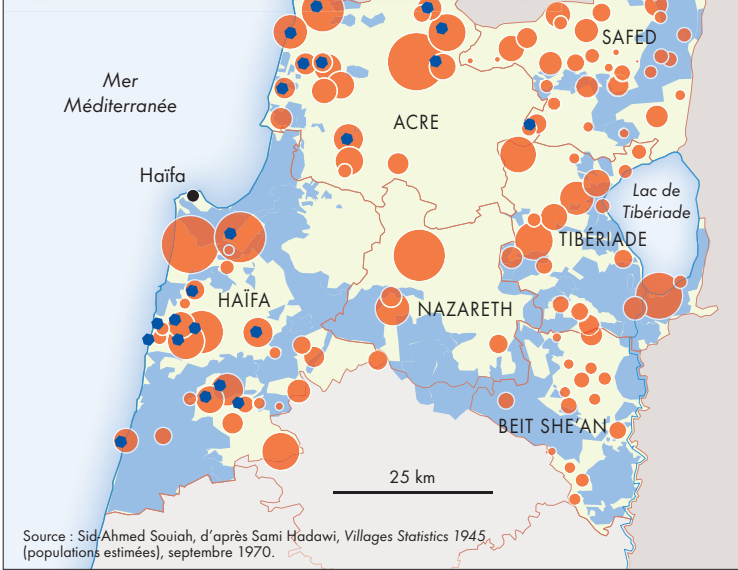 SAFED
Mer
Méditerranée
ACRE
Haïfa
Lac de
Tibériade
TIBÉRIADE
HAÏFA
NAZARETH
BEIT SHE'AN
25 km
Source : Sid-Ahmed Souiah, d'après Sami Hadawi, Villages Statistics 1945
(populations estimées), septembre 1970.